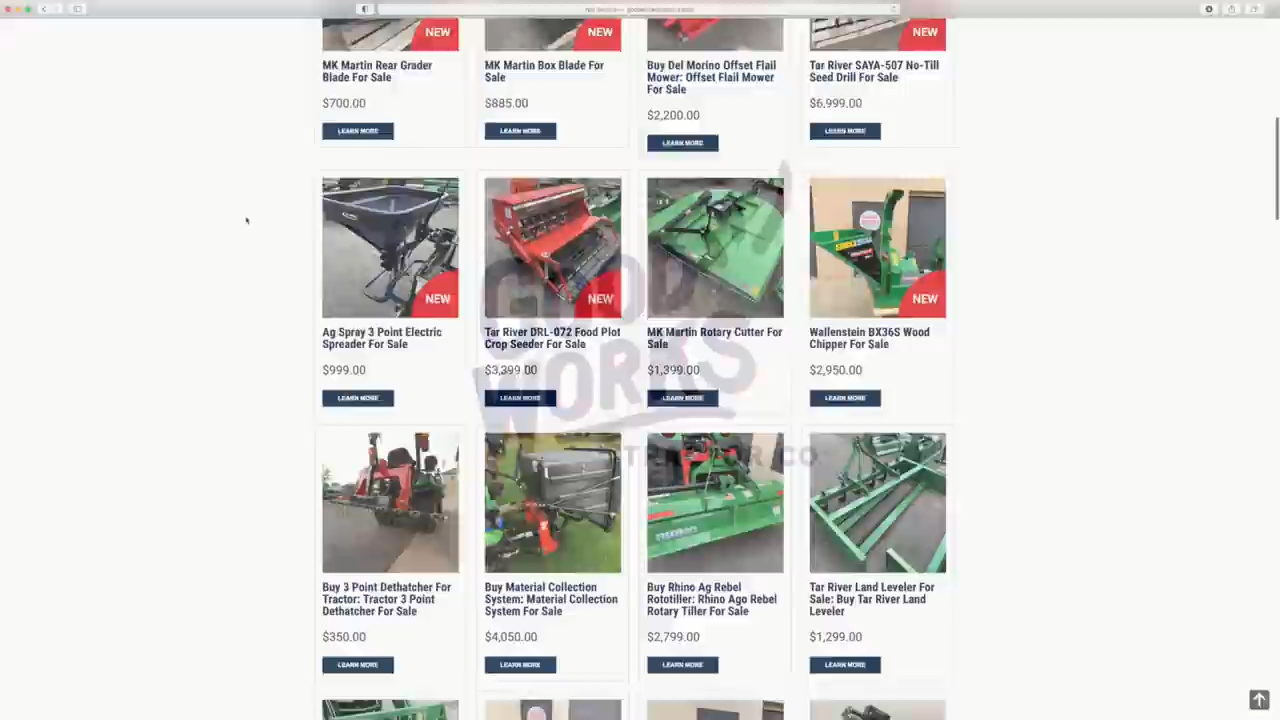 NEW
NEW
NEW
MK Martin Rear Grader
Blade For Sale
$700.00
LEARN MORE
MK Martin Box Blade For
Sale
$885.00
LEARN MORE
Buy Del Morino Offset Flail
Mower: Offset Flail Mower
For Sale
$2,200.00
LEARN MORE
Tar River SAYA-507 No-Till
Seed Drill For Sale
$6,999.00
LEARN MORE
NEW
Ag Spray 3 Point Electric
Spreader For Sale
$999.00
LEARN MORE
NEW
Tar River DRL-072 Food Plot
Crop Seeder For Sale
$3,399.00
LEARN MORE
MK Martin Rotary Cutter For
Sale
$1,399.00
LEARN MORE
NEW
Wallenstein BX36S Wood
Chipper For Sale
$2,950.00
LEARN MORE
GOOD
WORKS
TRACTOR CO
Buy 3 Point Dethatcher For
Tractor: Tractor 3 Point
Dethatcher For Sale
$350.00
LEARN MORE
Buy Material Collection
System: Material Collection
System For Sale
$4,050.00
LEARN MORE
Buy Rhino Ag Rebel
Rototiller: Rhino Ago Rebel
Rotary Tiller For Sale
$2,799.00
LEARN MORE
Tar River Land Leveler For
Sale: Buy Tar River Land
Leveler
$1,299.00
LEARN MORE